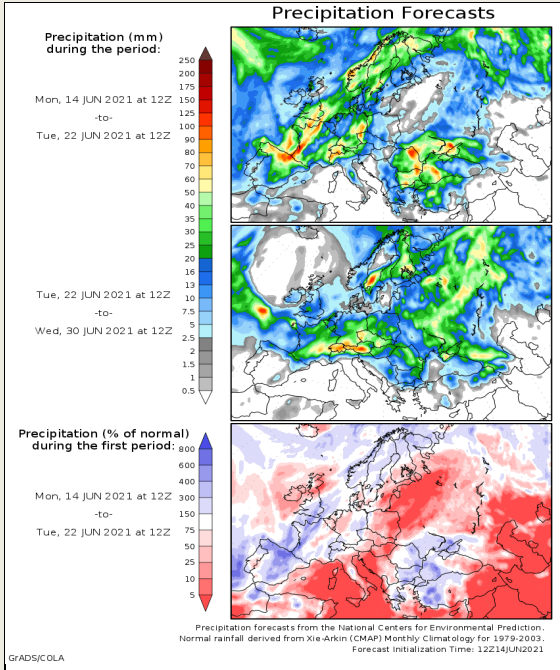 Precipitation Forecasts
Precipitation (mm)
during the period:
Mon, 14 JUN 2021 at 12Z
-to-
Tue, 22 JUN 2021 at 12Z
250
200
175
150
125
100
90
80
70
60
50
40
35
30
25
20
16
13
10
7.5
5
2.5
2
1.5
1
0.5
Tue, 22 JUN 2021 at 12Z
-to-
Wed, 30 JUN 2021 at 12Z
Precipitation (% of normal)
during the first period:
Mon, 14 JUN 2021 at 12Z
-to-
Tue, 22 JUN 2021 at 12Z
800
600
400
300
150
75
50
25
10
5
Precipitation forecasts from the National Centers for Environmental Prediction.
Normal rainfall derived from Xie-Arkin (CMAP) Monthly Climatology for 1979-2003.
Forecast Initialization Time: 12Z14JUN2021
GrADS/COLA